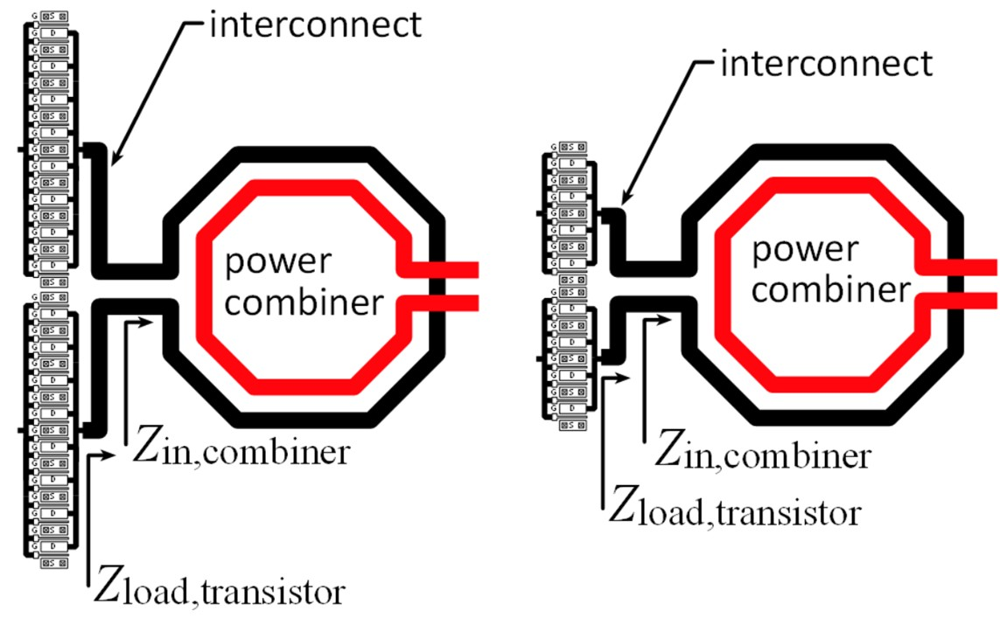 interconnect
power
combiner
Zin,combiner
Zload,transistor
interconnect
power
combiner
Zin,combiner
Zload,transistor